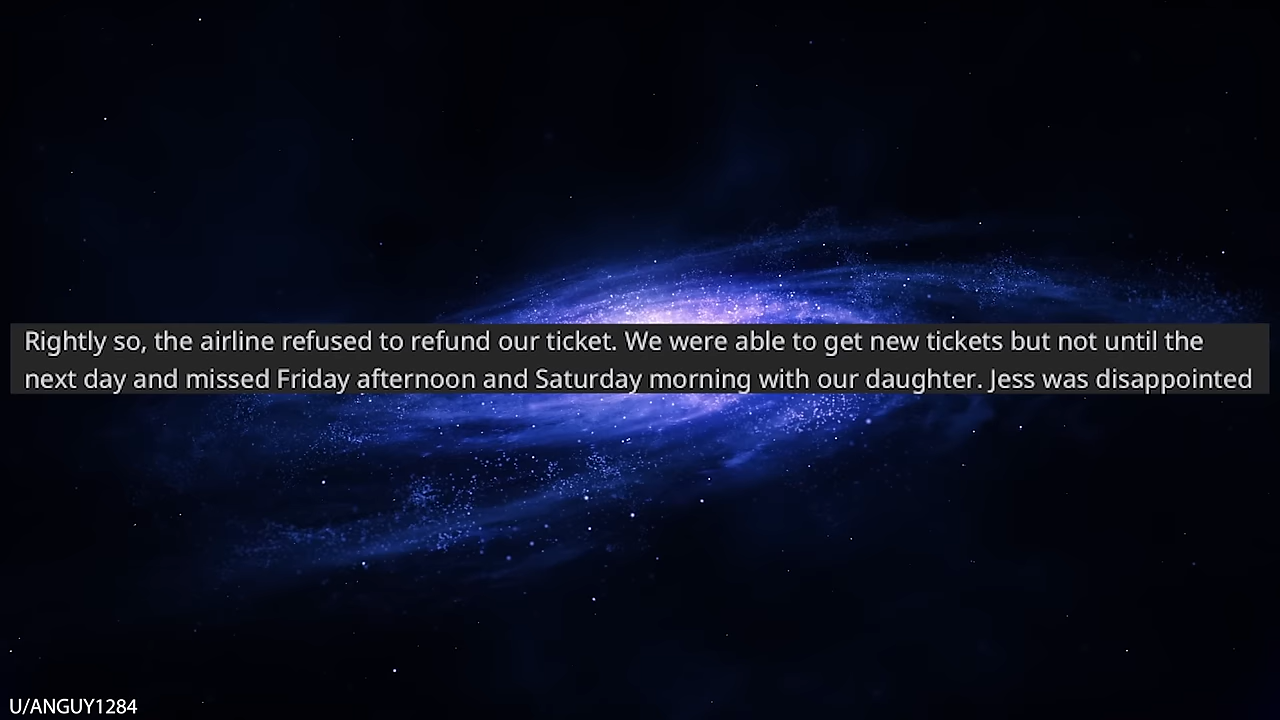 Rightly so, the airline refused to refund our ticket. We were able to get new tickets but not until the
next day and missed Friday afternoon and Saturday morning with our daughter. Jess was disappointed
U/ANGUY1284